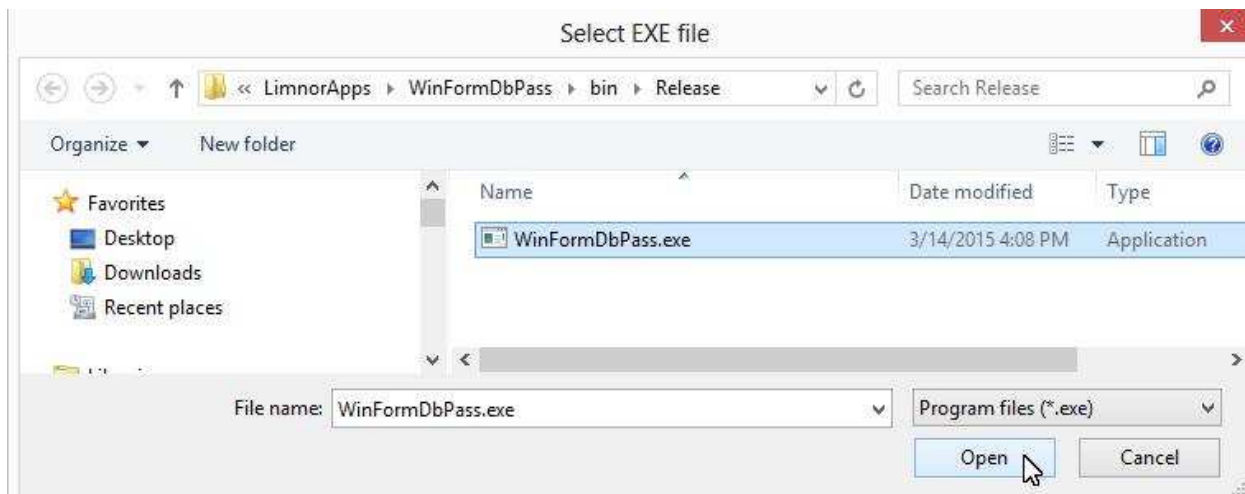 Select EXE file
« LimnorApps WinFormDbPass bin Release Search Release
Organize New folder
Name Date modified Type
Favorites
WinFormDbPass.exe 3/14/2015 4:08 PM Application
Desktop
Downloads
Recent places
File name: WinFormDbPass.exe Program files (*.exe)
Open Cancel